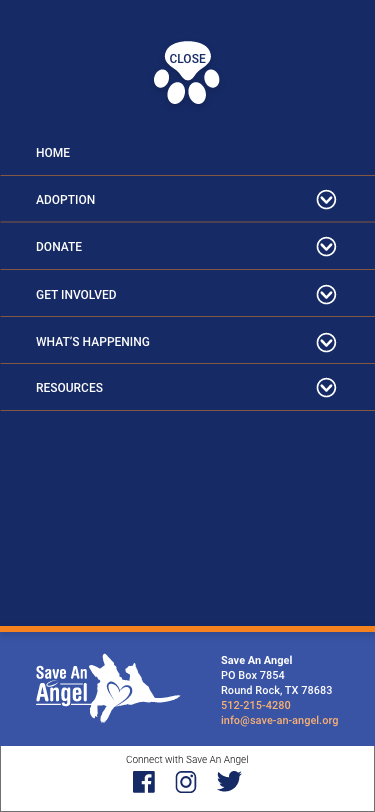 CLOSE
HOME
ADOPTION
DONATE
GET INVOLVED
WHAT'S HAPPENING
RESOURCES
Save An
Angel
Save An Angel
PO Box 7854
Round Rock, TX 78683
512-215-4280
info@save-an-angel.org
Connect with Save An Angel